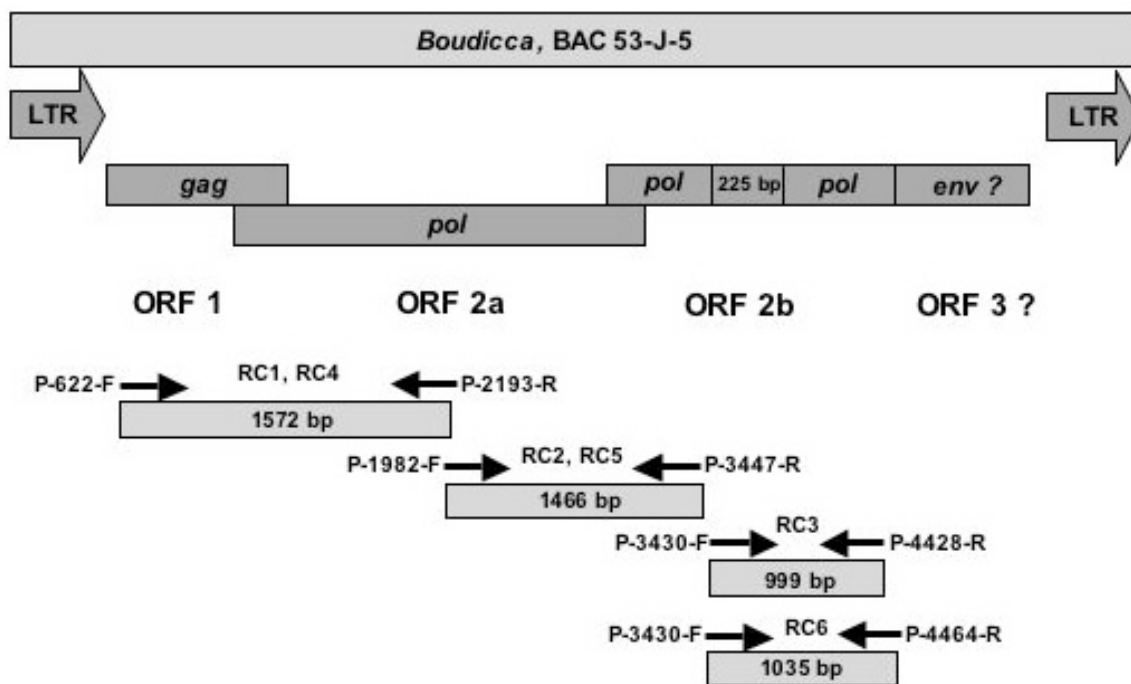 Boudicca, BAC 53-J-5
LTR
LTR
gag
pol
225 bp
pol
env ?
pol
ORF 1
ORF 2a
ORF 2b
ORF 3 ?
P-622-F
RC1, RC4
P-2193-R
1572 bp
P-1982-F
RC2, RC5
P-3447-R
1466 bp
P-3430-F
RC3
P-4428-R
999 bp
P-3430-F
RC6
P-4464-R
1035 bp